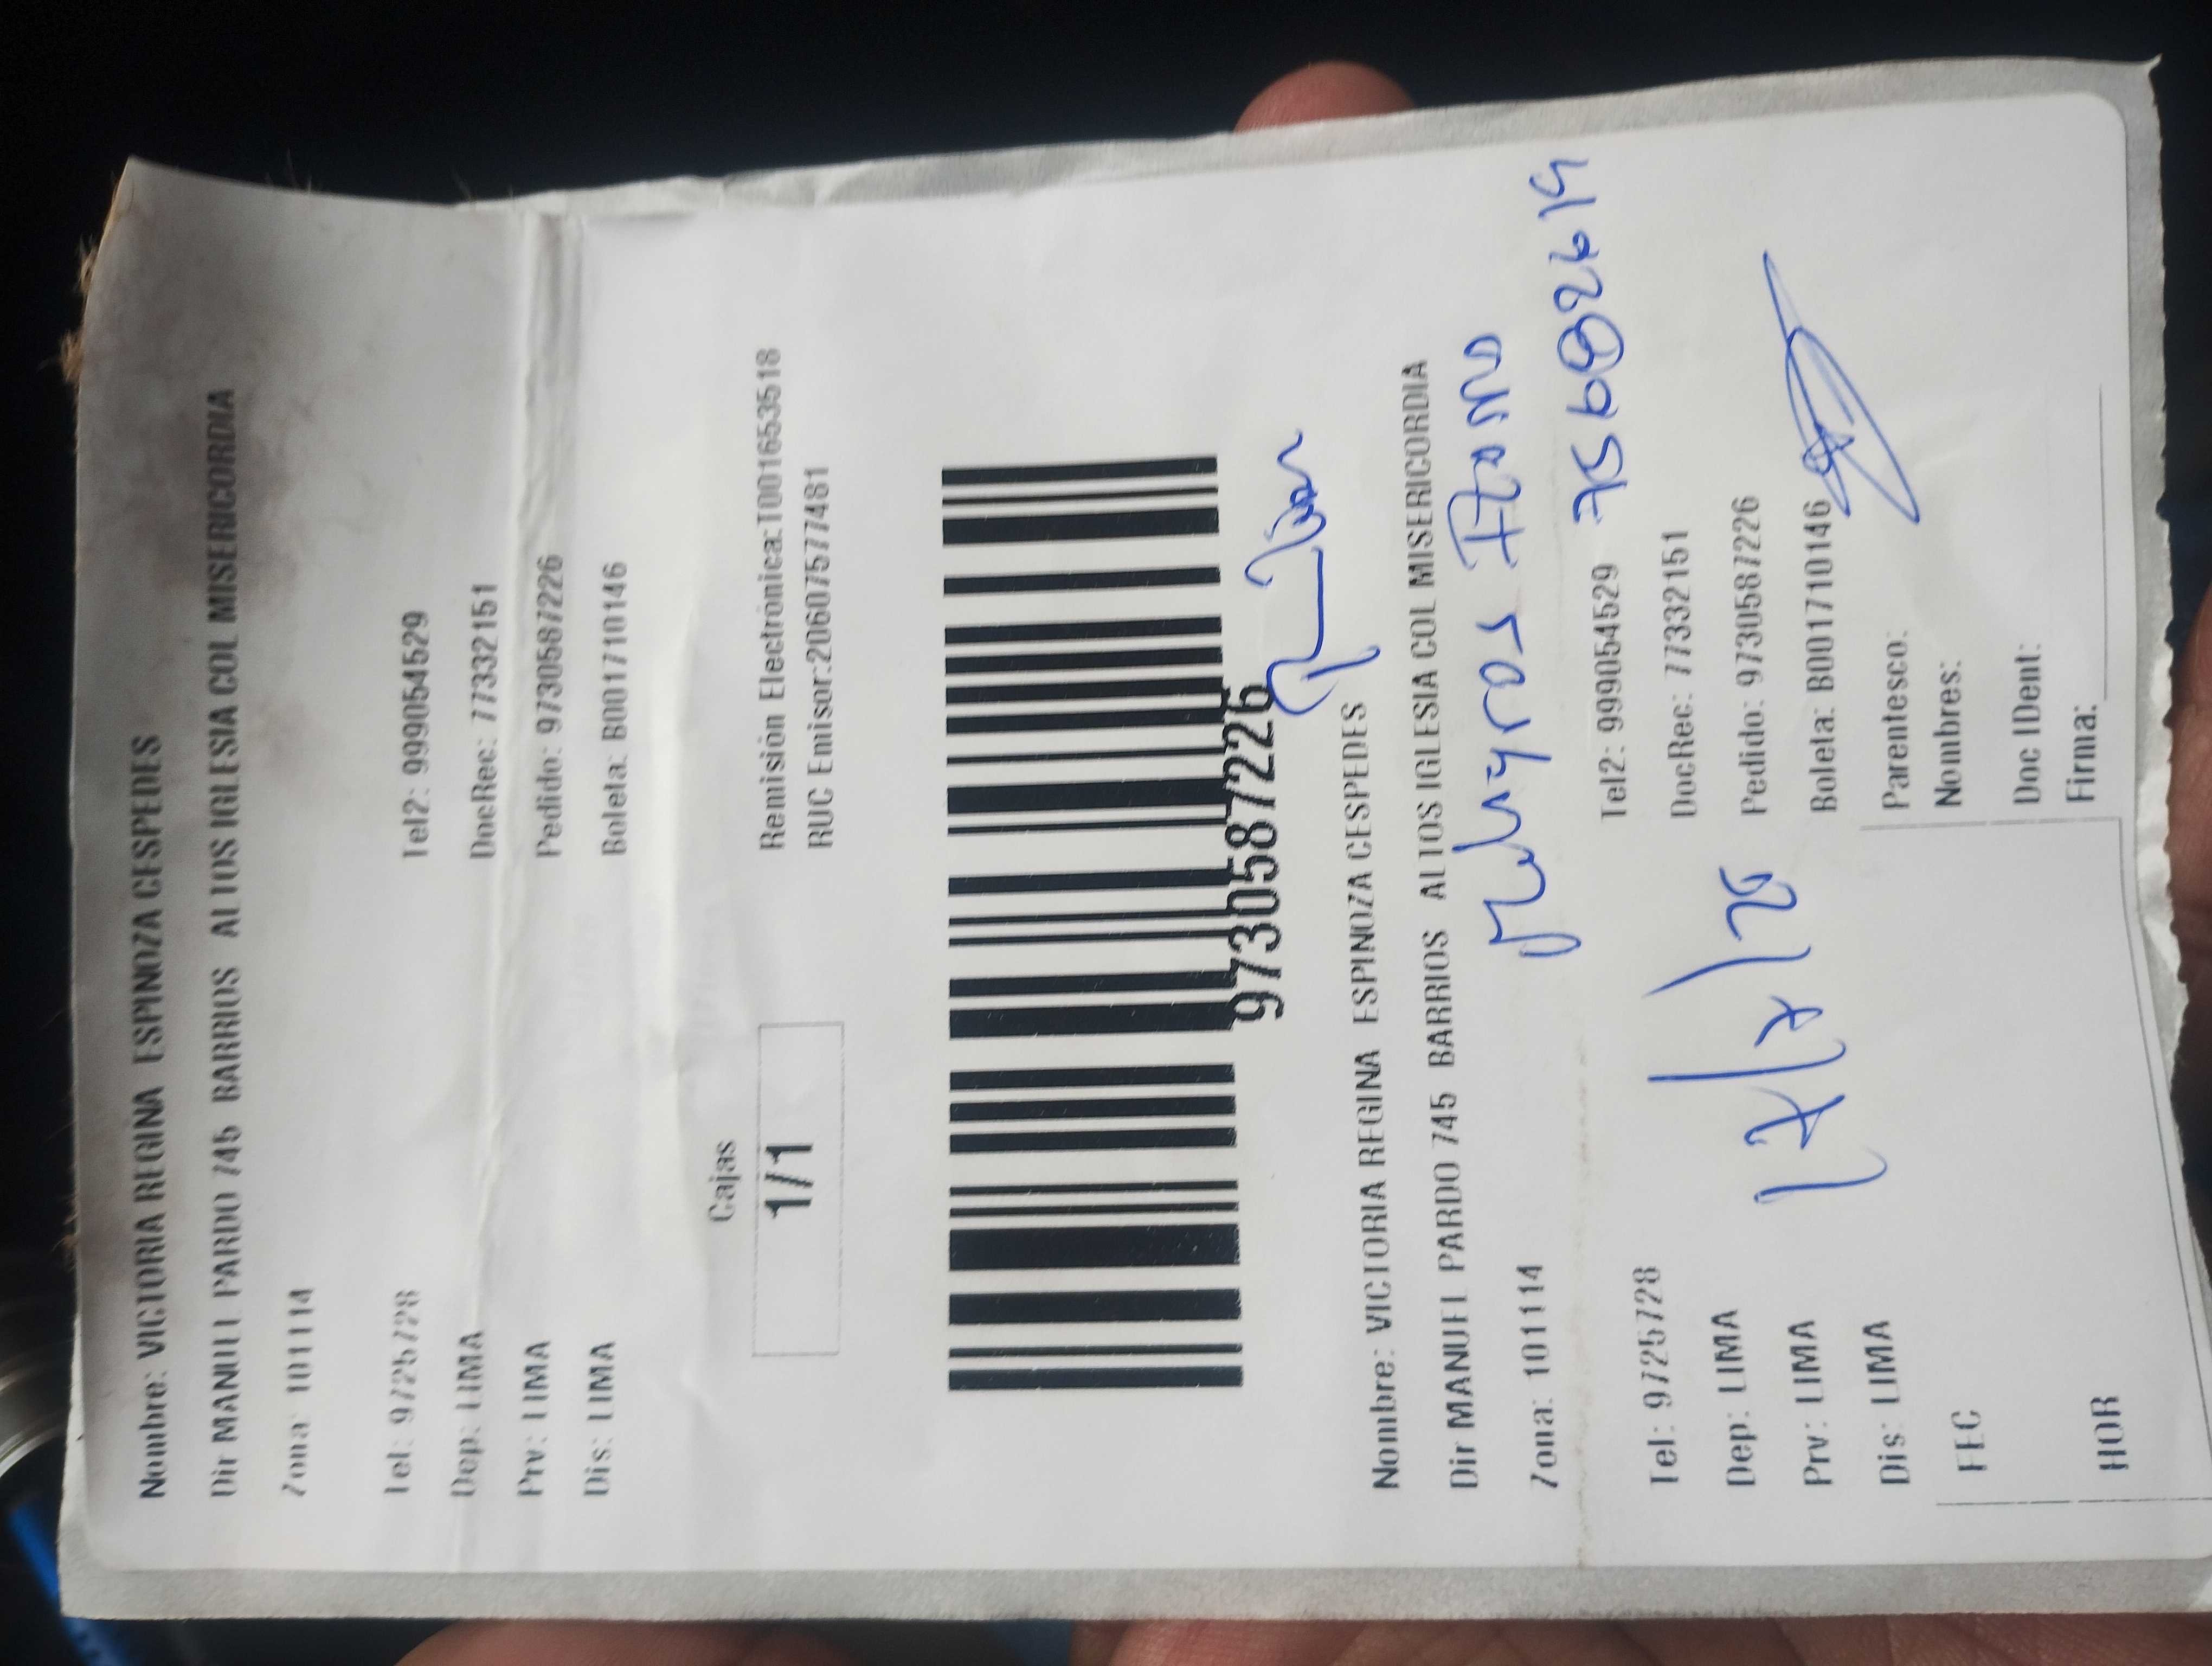 Nombre: VICTORIA REGINA ESPINOZA CESPEDES
Dir MANUEL PARDO 745 BARRIOS ALTOS IGLESIA COL MISERICORDIA
Zona: 101114
Tel: 9725728 Tel2: 999054529
Dep: LIMA DocRec: 77332151
Prv: LIMA Pedido: 9730587226
Dis: LIMA Boleta: B001710146
Cajas
1/1
Remisión Electrónica:T001653518
RUC Emisor:20607577481
9730587226
Nombre: VICTORIA REGINA ESPINOZA CESPEDES
Dir MANUEL PARDO 745 BARRIOS ALTOS IGLESIA COL MISERICORDIA
Zona: 101114
Tel: 9725728 Tel2: 999054529
Dep: LIMA DocRec: 77332151
Prv: LIMA Pedido: 9730587226
Dis: LIMA Boleta: B001710146
Parentesco:
FEC Nombres:
Doc IDent:
HOR Firma: